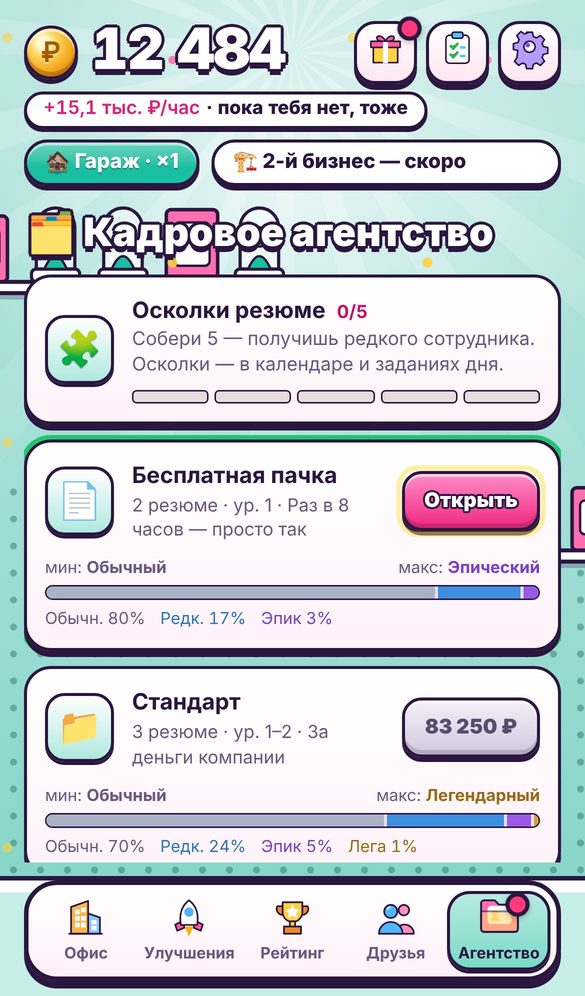 ₽ 12 484
+15,1 тыс. ₽/час · пока тебя нет, тоже
Гараж · ×1
2-й бизнес — скоро
Кадровое агентство
Осколки резюме 0/5
Собери 5 — получишь редкого сотрудника.
Осколки — в календаре и заданиях дня.
Бесплатная пачка
2 резюме · ур. 1 · Раз в 8
часов — просто так
Открыть
мин: Обычный
макс: Эпический
Обычн. 80% Редк. 17% Эпик 3%
Стандарт
3 резюме · ур. 1–2 · За
деньги компании
83 250 ₽
мин: Обычный
макс: Легендарный
Обычн. 70% Редк. 24% Эпик 5% Лега 1%
Офис
Улучшения
Рейтинг
Друзья
Агентство